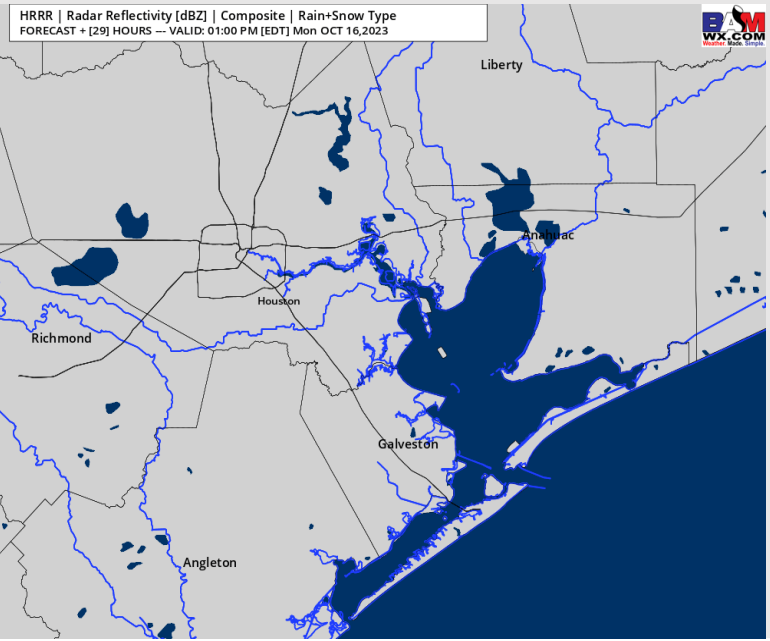 HRRR | Radar Reflectivity [dBZ] | Composite | Rain+Snow Type
FORECAST + [29] HOURS --- VALID: 01:00 PM [EDT] Mon OCT 16,2023
BAM
WX.COM
Weather. Made. Simple.
Liberty
Anahuac
Houston
Richmond
Galveston
Angleton